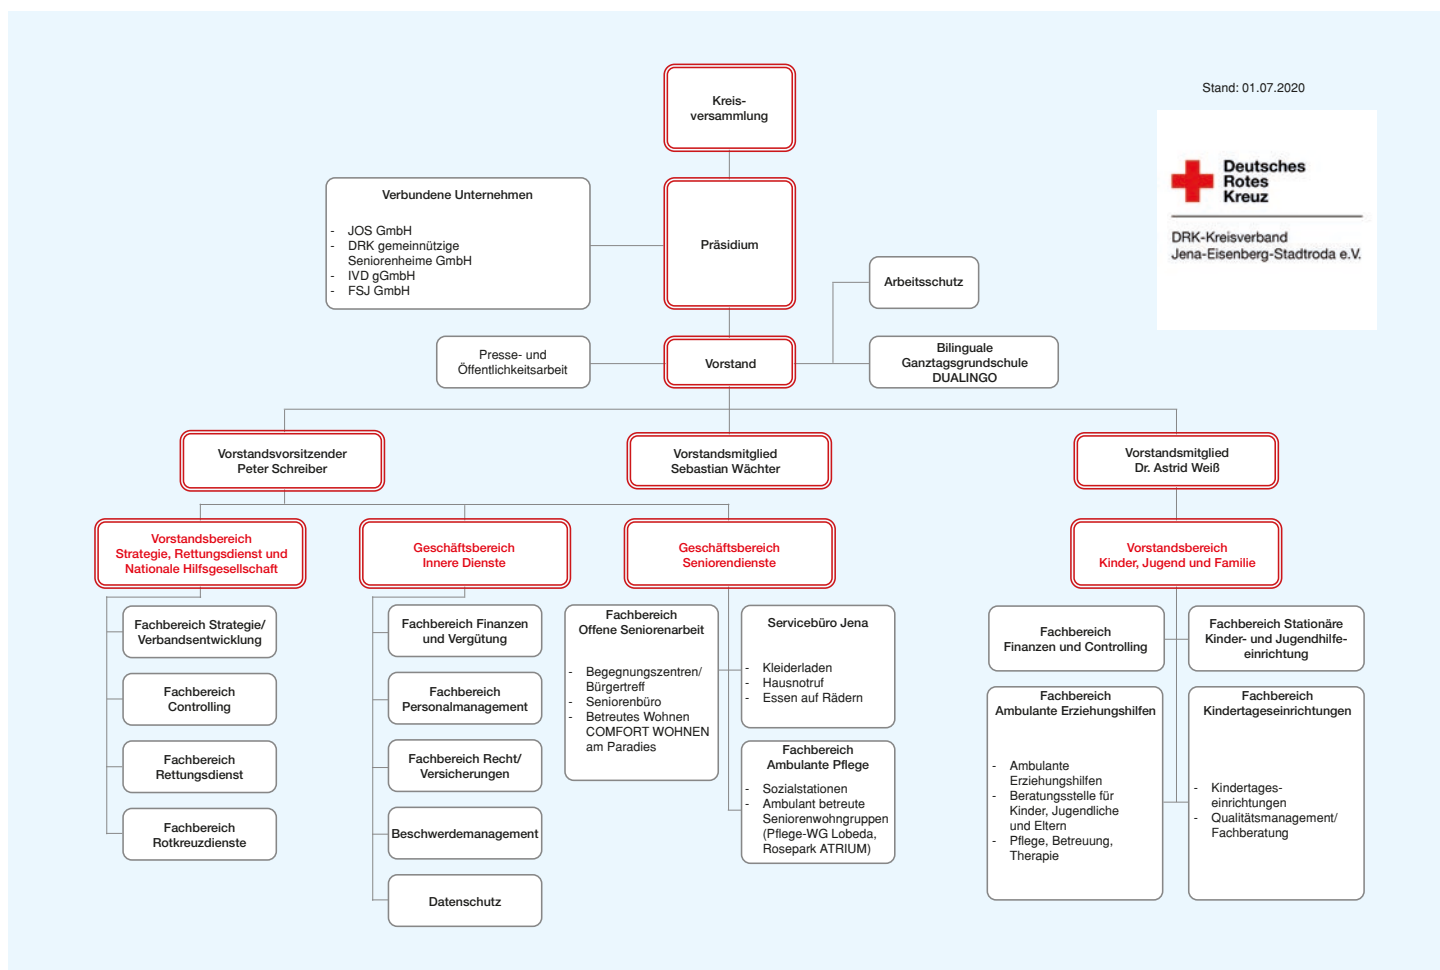 Kreis-
versammlung
Stand: 01.07.2020
Deutsches
Rotes
Kreuz
DRK-Kreisverband
Jena-Eisenberg-Stadtroda e.V.
Verbundene Unternehmen
- JOS GmbH
- DRK gemeinnützige
Seniorenheime GmbH
- IVD gGmbH
- FSJ GmbH
Präsidium
Arbeitsschutz
Presse- und
Öffentlichkeitsarbeit
Vorstand
Bilinguale
Ganztagsgrundschule
DUALINGO
Vorstandsvorsitzender
Peter Schreiber
Vorstandsmitglied
Sebastian Wächter
Vorstandsmitglied
Dr. Astrid Weiß
Vorstandsbereich
Strategie, Rettungsdienst und
Nationale Hilfsgesellschaft
Geschäftsbereich
Innere Dienste
Geschäftsbereich
Seniorendienste
Vorstandsbereich
Kinder, Jugend und Familie
Fachbereich Strategie/
Verbandsentwicklung
Fachbereich
Controlling
Fachbereich
Rettungsdienst
Fachbereich
Rotkreuzdienste
Fachbereich Finanzen
und Vergütung
Fachbereich
Personalmanagement
Fachbereich Recht/
Versicherungen
Beschwerdemanagement
Datenschutz
Fachbereich
Offene Seniorenarbeit
- Begegnungszentren/
Bürgertreff
- Seniorenbüro
- Betreutes Wohnen
COMFORT WOHNEN
am Paradies
Servicebüro Jena
- Kleiderladen
- Hausnotruf
- Essen auf Rädern
Fachbereich
Ambulante Pflege
- Sozialstationen
- Ambulant betreute
Seniorenwohngruppen
(Pflege-WG Lobeda,
Rosepark ATRIUM)
Fachbereich
Finanzen und Controlling
Fachbereich Stationäre
Kinder- und Jugendhilfe-
einrichtung
Fachbereich
Ambulante Erziehungshilfen
- Ambulante
Erziehungshilfen
- Beratungsstelle für
Kinder, Jugendliche
und Eltern
- Pflege, Betreuung,
Therapie
Fachbereich
Kindertageseinrichtungen
- Kindertages-
einrichtungen
- Qualitätsmanagement/
Fachberatung